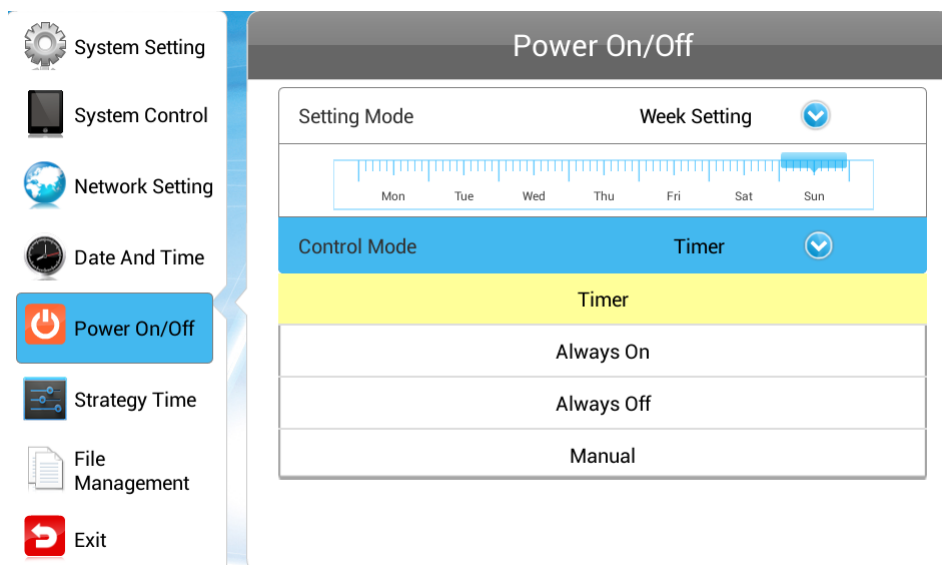 System Setting
System Control
Network Setting
Date And Time
Power On/Off
Strategy Time
File
Management
Exit
Power On/Off
Setting Mode Week Setting
Mon Tue Wed Thu Fri Sat Sun
Control Mode Timer
Timer
Always On
Always Off
Manual